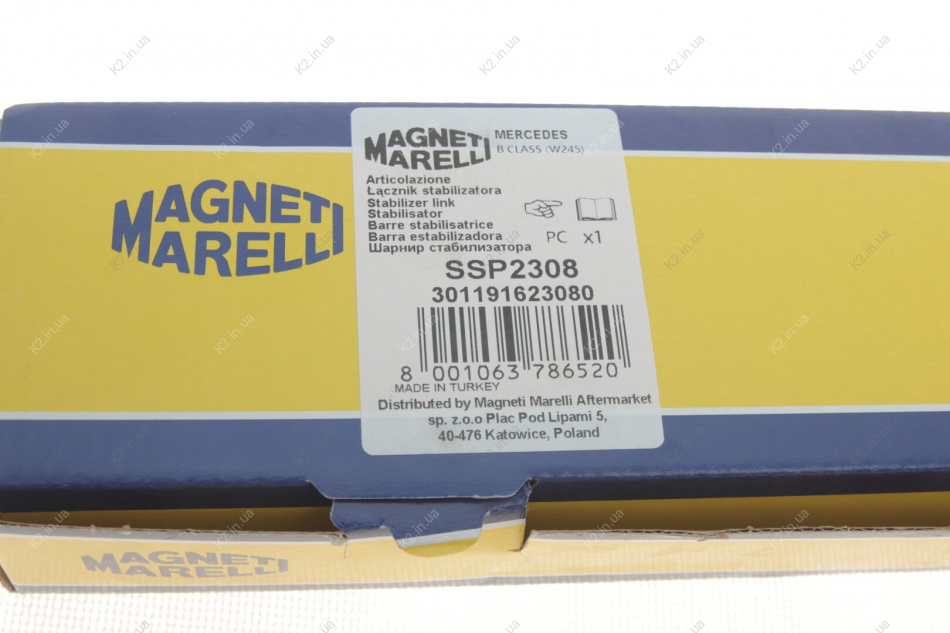 MAGNETI
MARELLI
MAGNETI
MARELLI
MERCEDES
B CLASS (W245)
Articolazione
Łącznik stabilizatora
Stabilizer link
Stabilisator
Barre stabilisatrice
Barra estabilizadora
Шарнир стабилизатора
PC x1
SSP2308
301191623080
8 001063 786520
MADE IN TURKEY
Distributed by Magneti Marelli Aftermarket
sp. z.o.o Plac Pod Lipami 5,
40-476 Katowice, Poland
MAGNETI
MARELLI
K2.in.ua